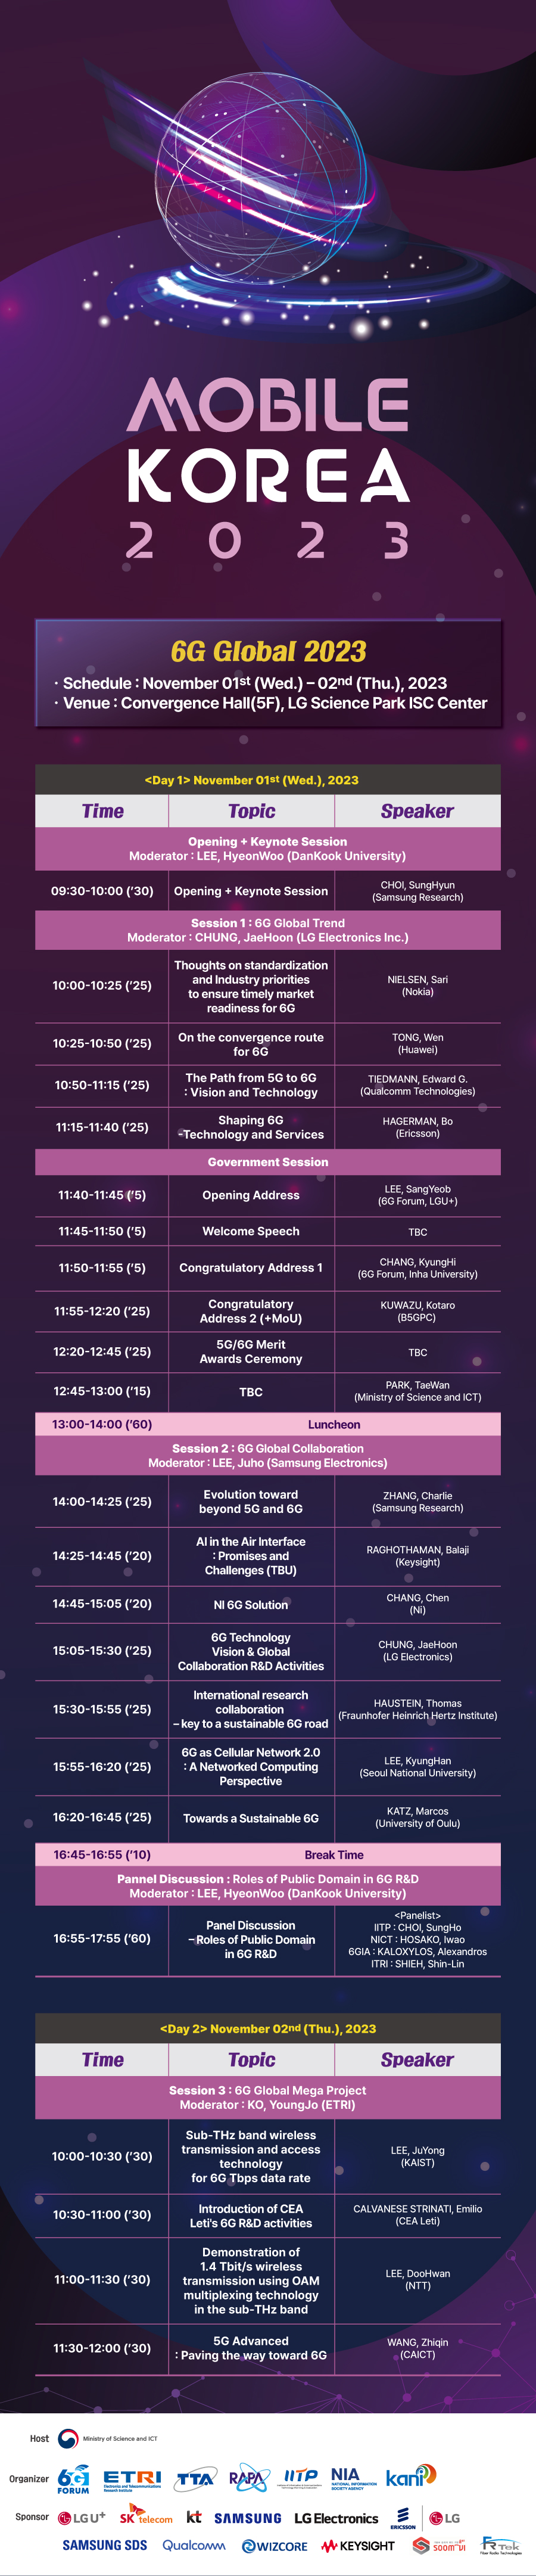 MOBILE
KOREA
2023
6G Global 2023
· Schedule : November 01st (Wed.) – 02nd (Thu.), 2023
· Venue : Convergence Hall(5F), LG Science Park ISC Center
<Day 1> November 01st (Wed.), 2023
Time Topic Speaker
Opening + Keynote Session
Moderator : LEE, HyeonWoo (DanKook University)
09:30-10:00 ('30) Opening + Keynote Session CHOI, SungHyun
(Samsung Research)
Session 1 : 6G Global Trend
Moderator : CHUNG, JaeHoon (LG Electronics Inc.)
10:00-10:25 ('25)
Thoughts on standardization
and Industry priorities
to ensure timely market
readiness for 6G
NIELSEN, Sari
(Nokia)
10:25-10:50 ('25)
On the convergence route
for 6G
TONG, Wen
(Huawei)
10:50-11:15 ('25)
The Path from 5G to 6G
: Vision and Technology
TIEDMANN, Edward G.
(Qualcomm Technologies)
11:15-11:40 ('25)
Shaping 6G
-Technology and Services
HAGERMAN, Bo
(Ericsson)
Government Session
11:40-11:45 ('5)
Opening Address
LEE, SangYeob
(6G Forum, LGU+)
11:45-11:50 ('5) Welcome Speech TBC
11:50-11:55 ('5)
Congratulatory Address 1
CHANG, KyungHi
(6G Forum, Inha University)
11:55-12:20 ('25)
Congratulatory
Address 2 (+MoU)
KUWAZU, Kotaro
(B5GPC)
12:20-12:45 ('25)
5G/6G Merit
Awards Ceremony
TBC
12:45-13:00 ('15)
TBC
PARK, TaeWan
(Ministry of Science and ICT)
13:00-14:00 ('60) Luncheon
Session 2 : 6G Global Collaboration
Moderator : LEE, Juho (Samsung Electronics)
14:00-14:25 ('25)
Evolution toward
beyond 5G and 6G
ZHANG, Charlie
(Samsung Research)
14:25-14:45 ('20)
AI in the Air Interface
: Promises and
Challenges (TBU)
RAGHOTHAMAN, Balaji
(Keysight)
14:45-15:05 ('20)
NI 6G Solution
CHANG, Chen
(Ni)
15:05-15:30 ('25)
6G Technology
Vision & Global
Collaboration R&D Activities
CHUNG, JaeHoon
(LG Electronics)
15:30-15:55 ('25)
International research
collaboration
– key to a sustainable 6G road
HAUSTEIN, Thomas
(Fraunhofer Heinrich Hertz Institute)
15:55-16:20 ('25)
6G as Cellular Network 2.0
: A Networked Computing
Perspective
LEE, KyungHan
(Seoul National University)
16:20-16:45 ('25)
Towards a Sustainable 6G
KATZ, Marcos
(University of Oulu)
16:45-16:55 ('10) Break Time
Pannel Discussion : Roles of Public Domain in 6G R&D
Moderator : LEE, HyeonWoo (DanKook University)
16:55-17:55 ('60)
Panel Discussion
– Roles of Public Domain
in 6G R&D
<Panelist>
IITP : CHOI, SungHo
NICT : HOSAKO, Iwao
6GIA : KALOXYLOS, Alexandros
ITRI : SHIEH, Shin-Lin
<Day 2> November 02nd (Thu.), 2023
Time Topic Speaker
Session 3 : 6G Global Mega Project
Moderator : KO, YoungJo (ETRI)
10:00-10:30 ('30)
Sub-THz band wireless
transmission and access
technology
for 6G Tbps data rate
LEE, JuYong
(KAIST)
10:30-11:00 ('30)
Introduction of CEA
Leti's 6G R&D activities
CALVANESE STRINATI, Emilio
(CEA Leti)
11:00-11:30 ('30)
Demonstration of
1.4 Tbit/s wireless
transmission using OAM
multiplexing technology
in the sub-THz band
LEE, DooHwan
(NTT)
11:30-12:00 ('30)
5G Advanced
: Paving the way toward 6G
WANG, Zhiqin
(CAICT)
Host Ministry of Science and ICT
Organizer 6G FORUM ETRI Electronics and Telecommunications Research Institute TTA RAPA IITP NIA NATIONAL INFORMATION SOCIETY AGENCY kani
Sponsor LG U+ SK telecom kt SAMSUNG LG Electronics ERICSSON LG
SAMSUNG SDS Qualcomm WIZCORE KEYSIGHT SOOMVI FRTek Fiber Radio Technologies